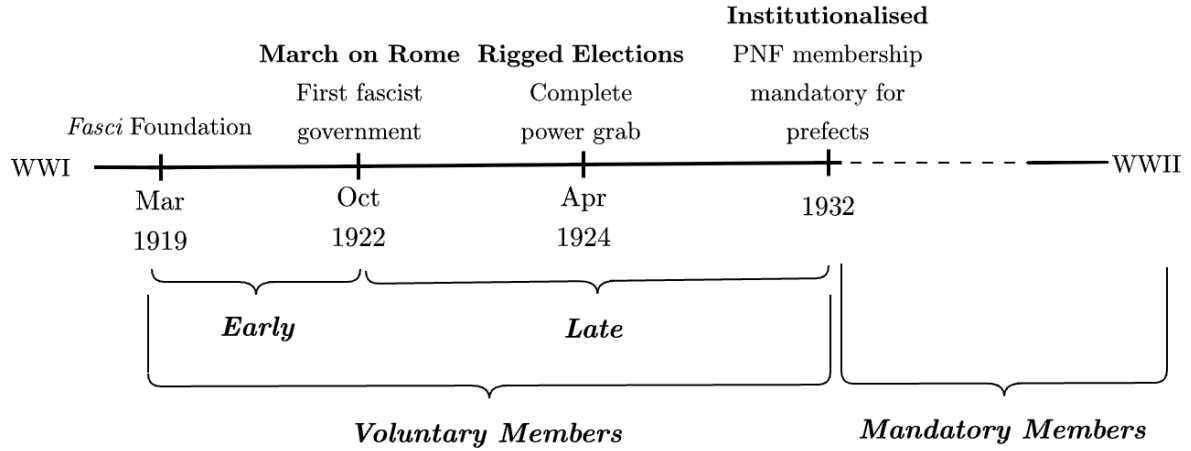 Institutionalised
March on Rome
Rigged Elections
PNF membership
First fascist
Complete
mandatory for
Fasci Foundation
government
power grab
prefects
WWI
WWII
Mar
Oct
Apr
1932
1919
1922
1924
Early
Late
Voluntary Members
Mandatory Members